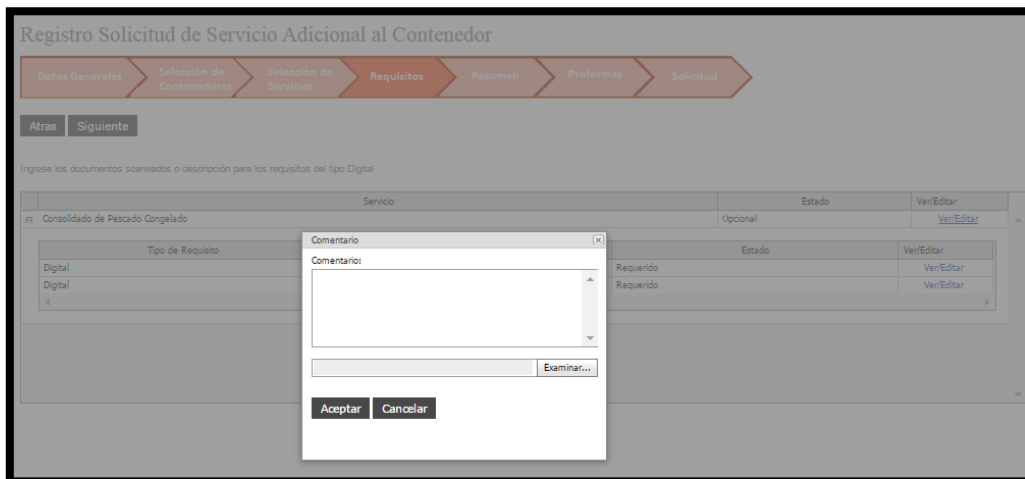 Registro Solicitud de Servicio Adicional al Contenedor
Datos Generales
Selección de
Contenedores
Selección de
Servicios
Requisitos
Resumen
Proformas
Solicitud
Atras
Siguiente
Ingrese los documentos scaneados o descripción para los requisitos del tipo Digital
Servicio
Estado
Ver/Editar
Consolidado de Pescado Congelado
Opcional
Ver/Editar
Tipo de Requisito
Estado
Ver/Editar
Digital
Requerido
Ver/Editar
Digital
Requerido
Ver/Editar
Comentario
Comentario:
Examinar...
Aceptar
Cancelar